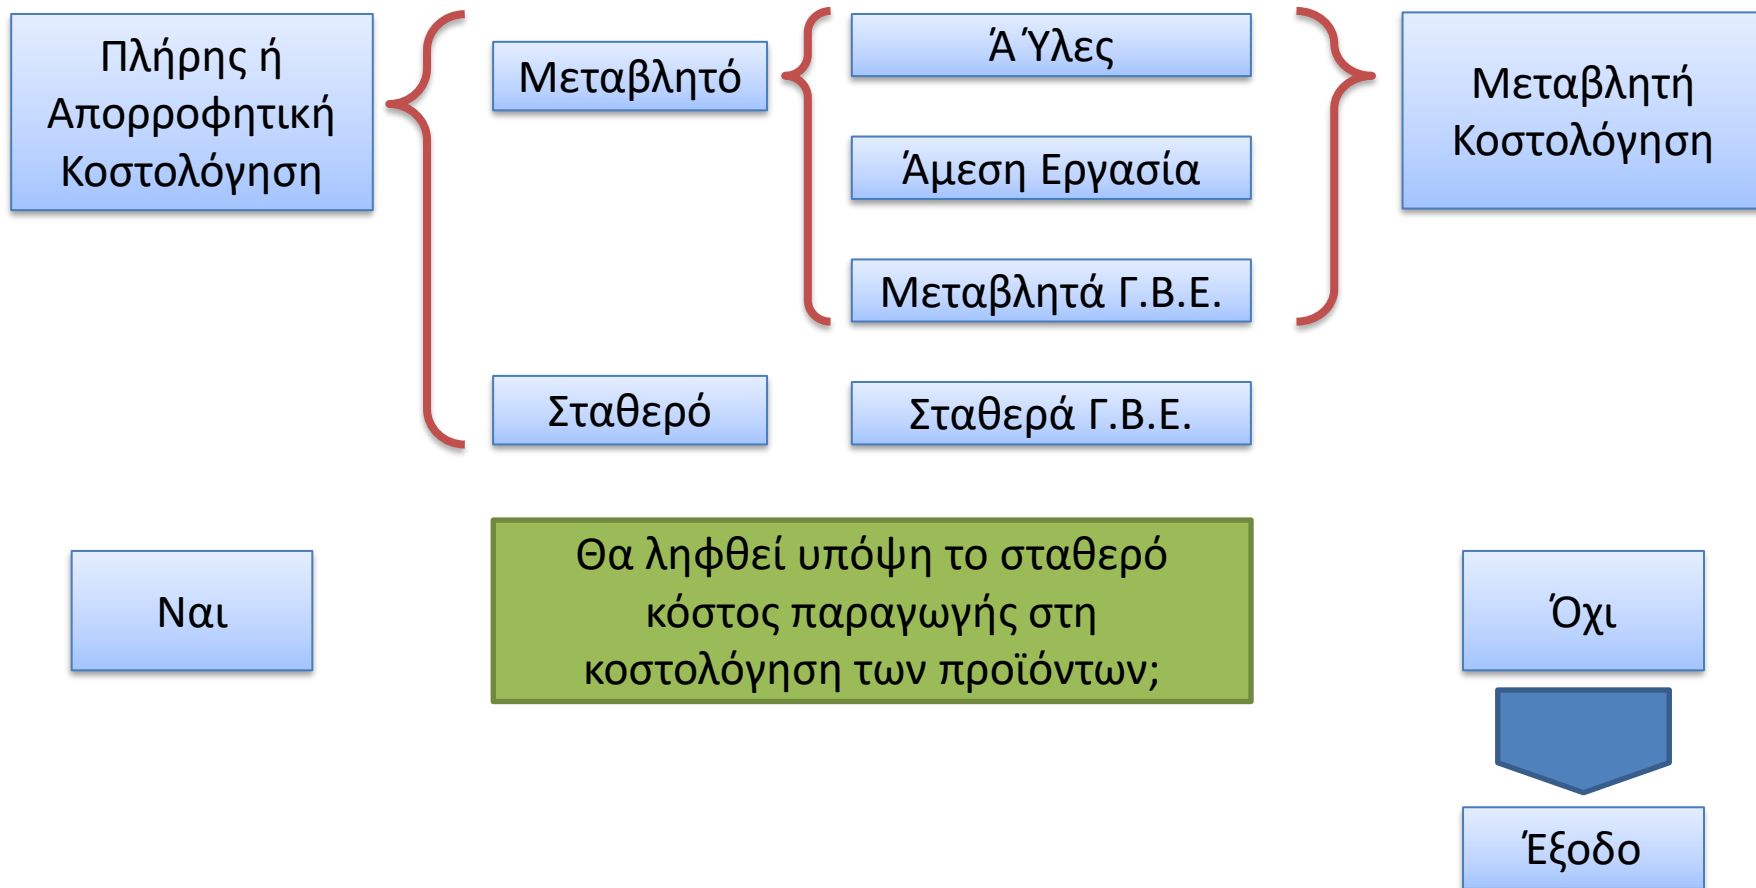 Πλήρης ή
Απορροφητική
Κοστολόγηση
Μεταβλητό
Ά Ύλες
Άμεση Εργασία
Μεταβλητά Γ.Β.Ε.
Μεταβλητή
Κοστολόγηση
Σταθερό
Σταθερά Γ.Β.Ε.
Ναι
Θα ληφθεί υπόψη το σταθερό
κόστος παραγωγής στη
κοστολόγηση των προϊόντων;
Όχι
Έξοδο